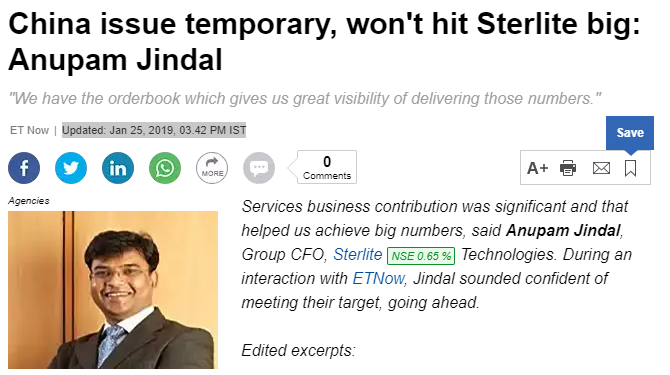 China issue temporary, won't hit Sterlite big:
Anupam Jindal
"We have the orderbook which gives us great visibility of delivering those numbers."
ET Now | Updated: Jan 25, 2019, 03.42 PM IST
Save
MORE
0
Comments
A+
Agencies
Services business contribution was significant and that
helped us achieve big numbers, said Anupam Jindal,
Group CFO, Sterlite NSE 0.65 % Technologies. During an
interaction with ETNow, Jindal sounded confident of
meeting their target, going ahead.
Edited excerpts: